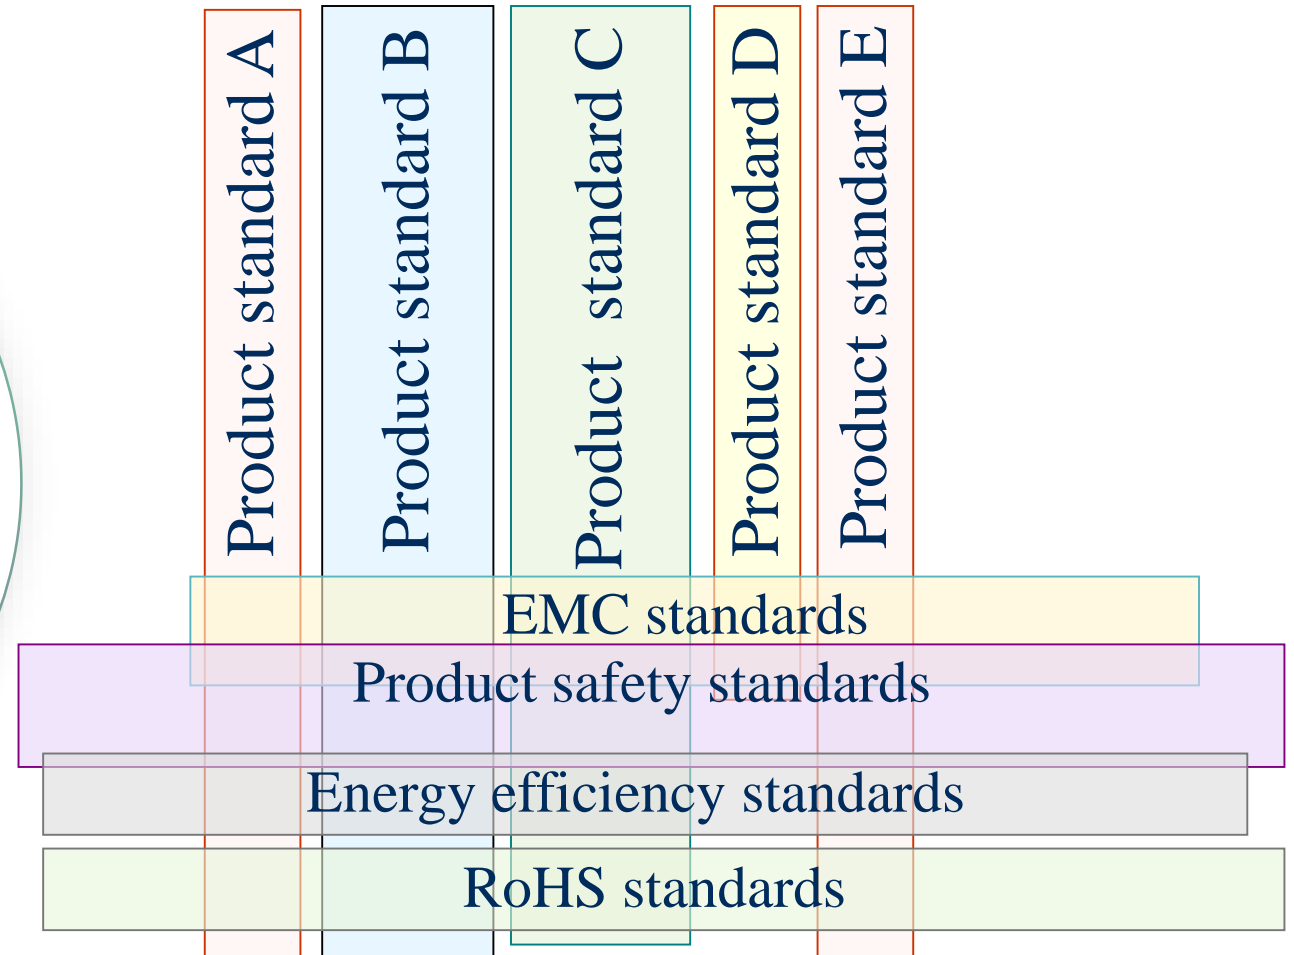 Product standard A
Product standard B
Product  standard C
Product standard D
Product standard E
EMC standards
Product safety standards
Energy efficiency standards
RoHS standards